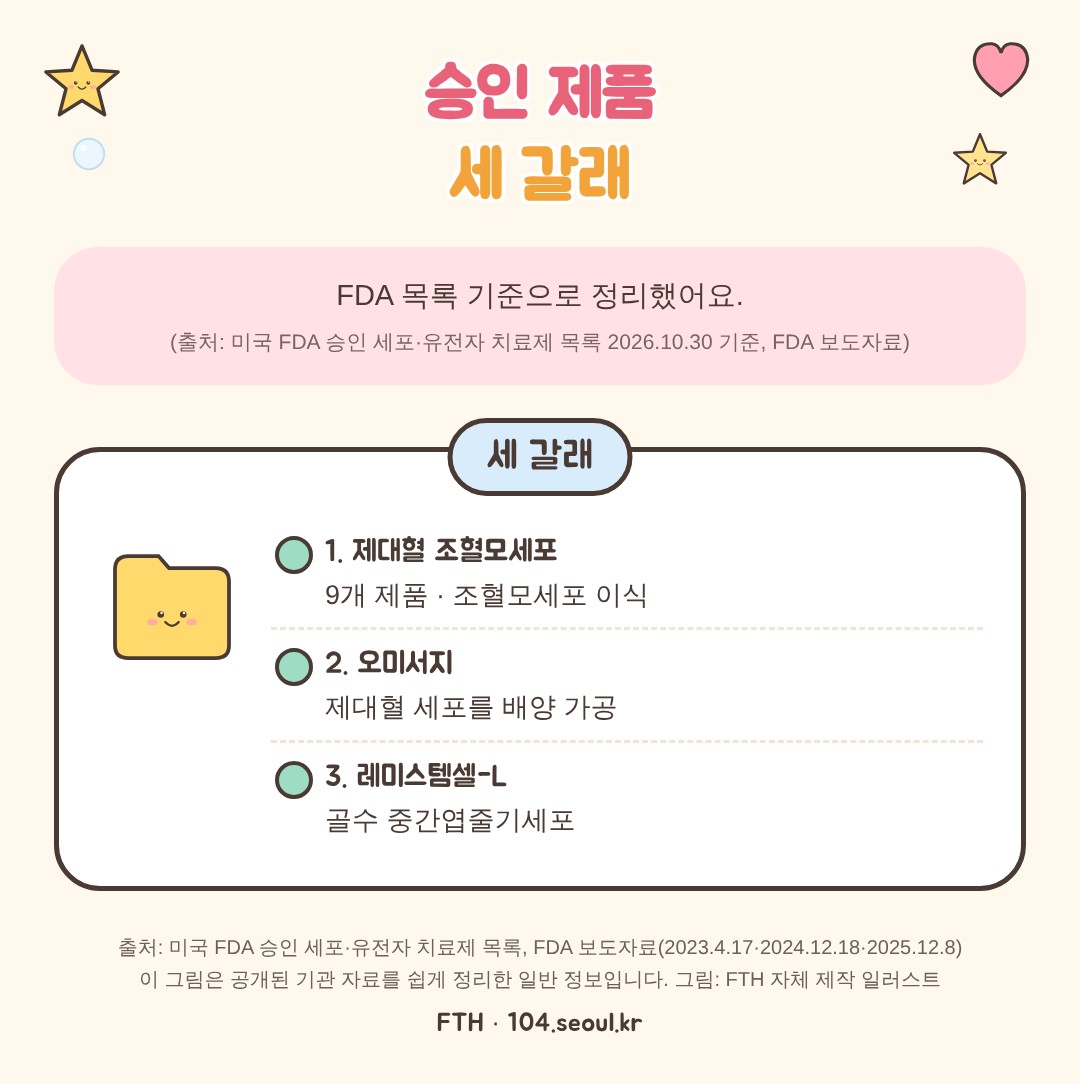 승인 제품
세 갈래
FDA 목록 기준으로 정리했어요.
(출처: 미국 FDA 승인 세포·유전자 치료제 목록 2026.10.30 기준, FDA 보도자료)
세 갈래
1. 제대혈 조혈모세포
9개 제품 · 조혈모세포 이식
2. 오미서지
제대혈 세포를 배양 가공
3. 레미스템셀-L
골수 중간엽줄기세포
출처: 미국 FDA 승인 세포·유전자 치료제 목록, FDA 보도자료(2023.4.17·2024.12.18·2025.12.8)
이 그림은 공개된 기관 자료를 쉽게 정리한 일반 정보입니다. 그림: FTH 자체 제작 일러스트
FTH · 104.seoul.kr